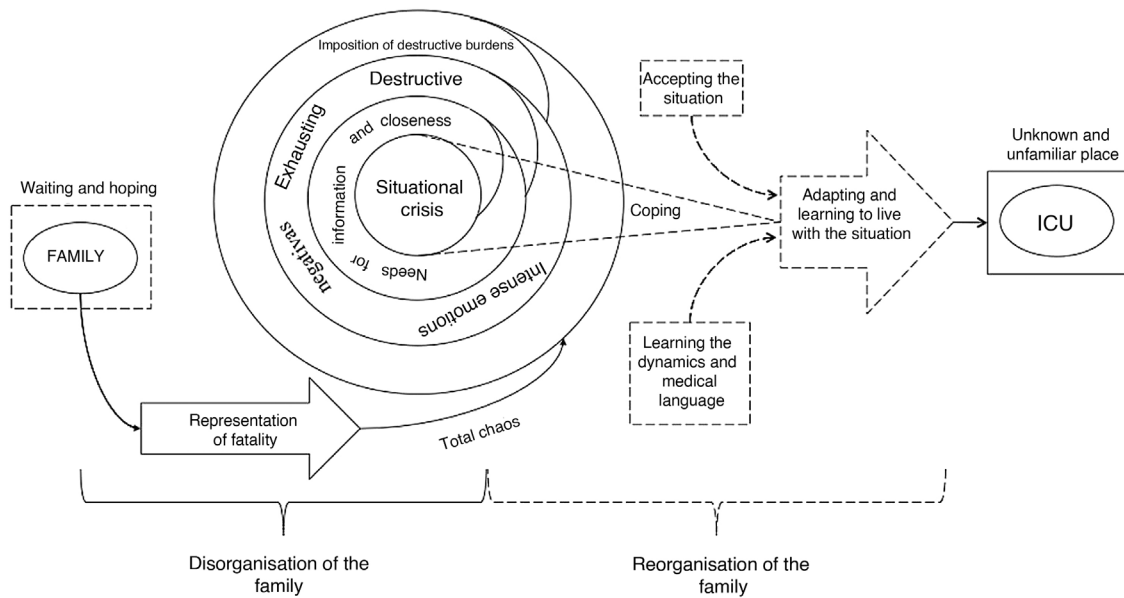 Imposition of destructive burdens
Destructive
Exhausting
negativas
Intense emotions
and closeness
information
Needs for
Situational
crisis
Accepting the
situation
Unknown and
unfamiliar place
Waiting and hoping
FAMILY
Coping
Adapting and
learning to live
with the situation
ICU
Learning the
dynamics and
medical
language
Representation
of fatality
Total chaos
Disorganisation of the
family
Reorganisation of the
family